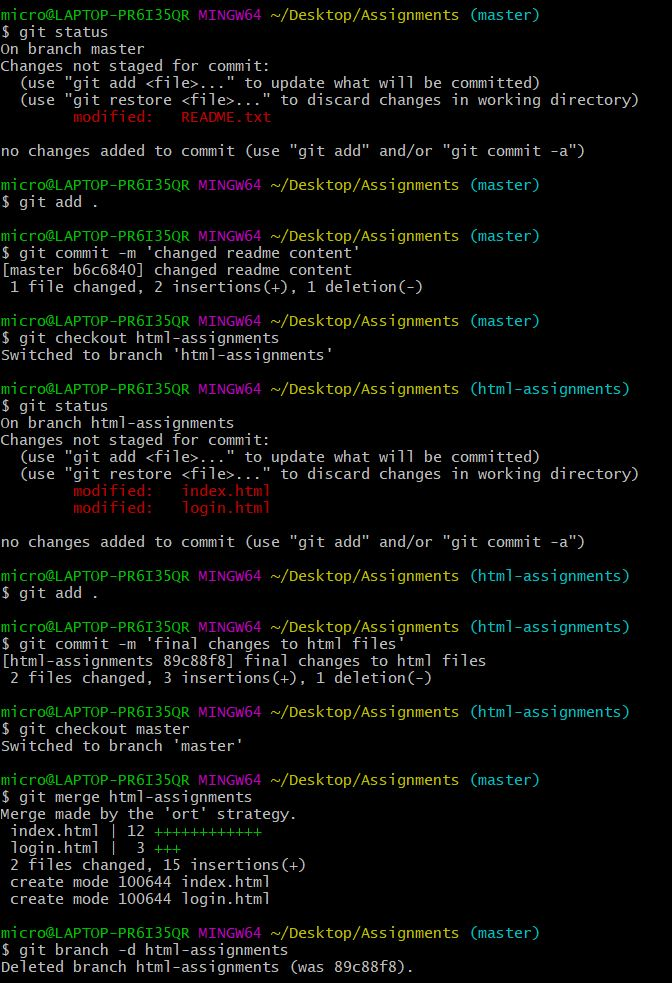 micro@LAPTOP-PR6I35QR MINGW64 ~/Desktop/Assignments (master)
$ git status
On branch master
Changes not staged for commit:
  (use "git add <file>..." to update what will be committed)
  (use "git restore <file>..." to discard changes in working directory)
        modified:   README.txt

no changes added to commit (use "git add" and/or "git commit -a")

micro@LAPTOP-PR6I35QR MINGW64 ~/Desktop/Assignments (master)
$ git add .

micro@LAPTOP-PR6I35QR MINGW64 ~/Desktop/Assignments (master)
$ git commit -m 'changed readme content'
[master b6c6840] changed readme content
 1 file changed, 2 insertions(+), 1 deletion(-)

micro@LAPTOP-PR6I35QR MINGW64 ~/Desktop/Assignments (master)
$ git checkout html-assignments
Switched to branch 'html-assignments'

micro@LAPTOP-PR6I35QR MINGW64 ~/Desktop/Assignments (html-assignments)
$ git status
On branch html-assignments
Changes not staged for commit:
  (use "git add <file>..." to update what will be committed)
  (use "git restore <file>..." to discard changes in working directory)
        modified:   index.html
        modified:   login.html

no changes added to commit (use "git add" and/or "git commit -a")

micro@LAPTOP-PR6I35QR MINGW64 ~/Desktop/Assignments (html-assignments)
$ git add .

micro@LAPTOP-PR6I35QR MINGW64 ~/Desktop/Assignments (html-assignments)
$ git commit -m 'final changes to html files'
[html-assignments 89c88f8] final changes to html files
 2 files changed, 3 insertions(+), 1 deletion(-)

micro@LAPTOP-PR6I35QR MINGW64 ~/Desktop/Assignments (html-assignments)
$ git checkout master
Switched to branch 'master'

micro@LAPTOP-PR6I35QR MINGW64 ~/Desktop/Assignments (master)
$ git merge html-assignments
Merge made by the 'ort' strategy.
 index.html | 12 ++++++++++++
 login.html |  3 +++
 2 files changed, 15 insertions(+)
 create mode 100644 index.html
 create mode 100644 login.html

micro@LAPTOP-PR6I35QR MINGW64 ~/Desktop/Assignments (master)
$ git branch -d html-assignments
Deleted branch html-assignments (was 89c88f8).